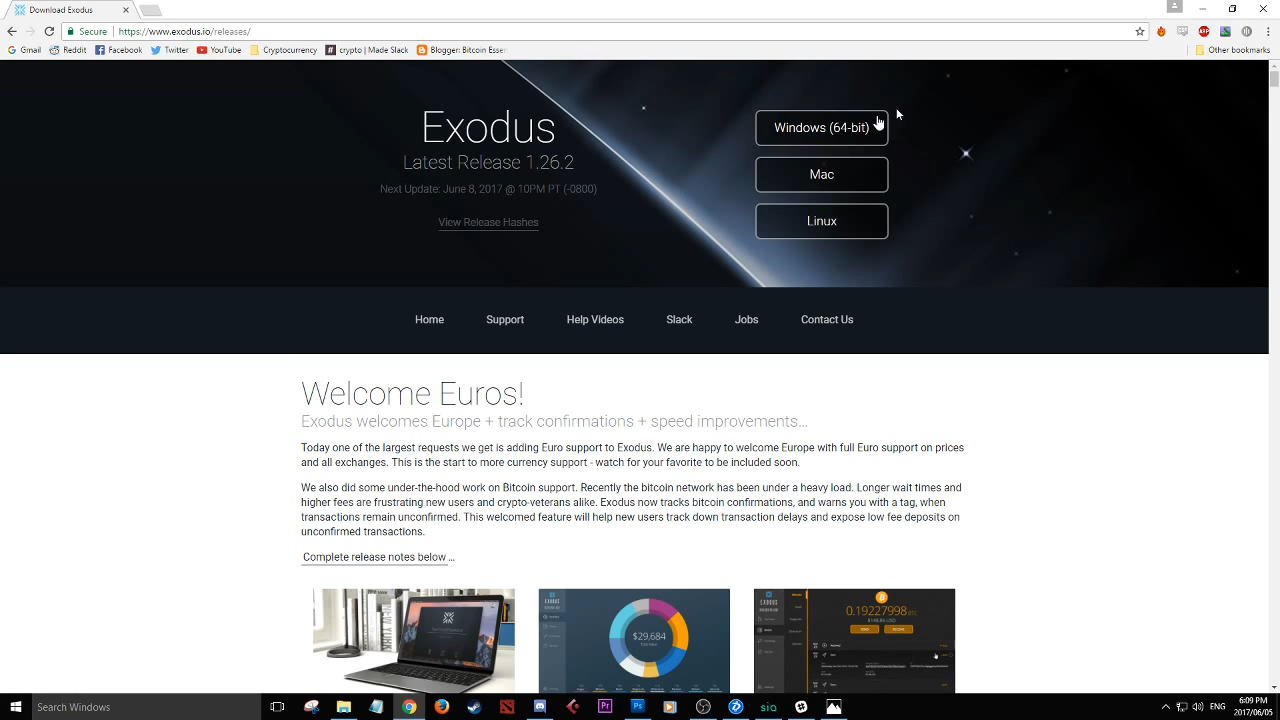 Download Exodus
Secure
https://www.exodus.io/releases/
Gmail
Reddit
Facebook
Twitter
YouTube
Cryptocurrency
crypto | Made Slack
Blogger: Bitcoin Esser
Other bookmarks
Exodus
Latest Release 1.26.2
Next Update: June 8, 2017 @ 10PM PT (-0800)
View Release Hashes
Windows (64-bit)
Mac
Linux
Home
Support
Help Videos
Slack
Jobs
Contact Us
Welcome Euros!
Exodus welcomes Europe + track confirmations + speed improvements...
Today one of the largest requests we get is adding Euro support to Exodus. We are happy to welcome Europe with full Euro support on prices
and all exchanges. This is the start to more currency support - watch for your favorite to be included soon.
We also did some under-the-hood work on Bitcoin support. Recently the bitcoin network has been under a heavy load. Longer wait times and
higher fees are frustrating new users and crypto-veterans alike. Exodus now tracks bitcoin confirmations, and warns you with a tag, when
transactions remain unconfirmed. This welcomed feature will help new users track down transaction delays and expose low fee deposits on
unconfirmed transactions.
Complete release notes below ...
EXODUS
$29,684
EXODUS
0.19227998 BTC
SEND
RECEIVE
Search Windows
Pr
Ps
sia
ENG
6:09 PM
2017/06/05